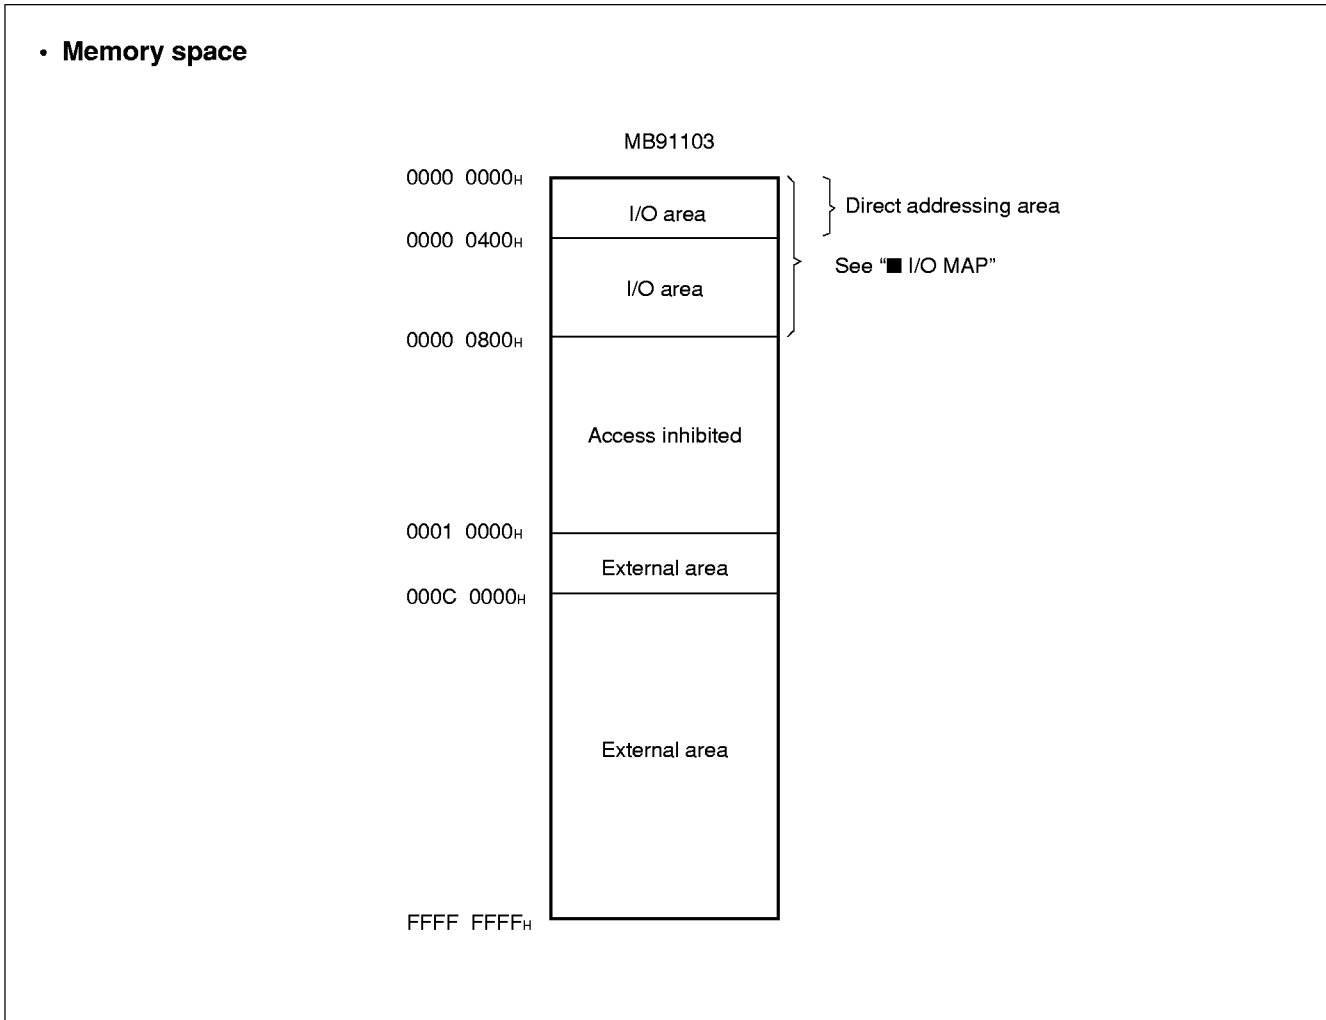 • Memory space
MB91103
0000 0000H
I/O area
Direct addressing area
0000 0400H
See “■ I/O MAP”
I/O area
0000 0800H
Access inhibited
0001 0000H
External area
000C 0000H
External area
FFFF FFFFH